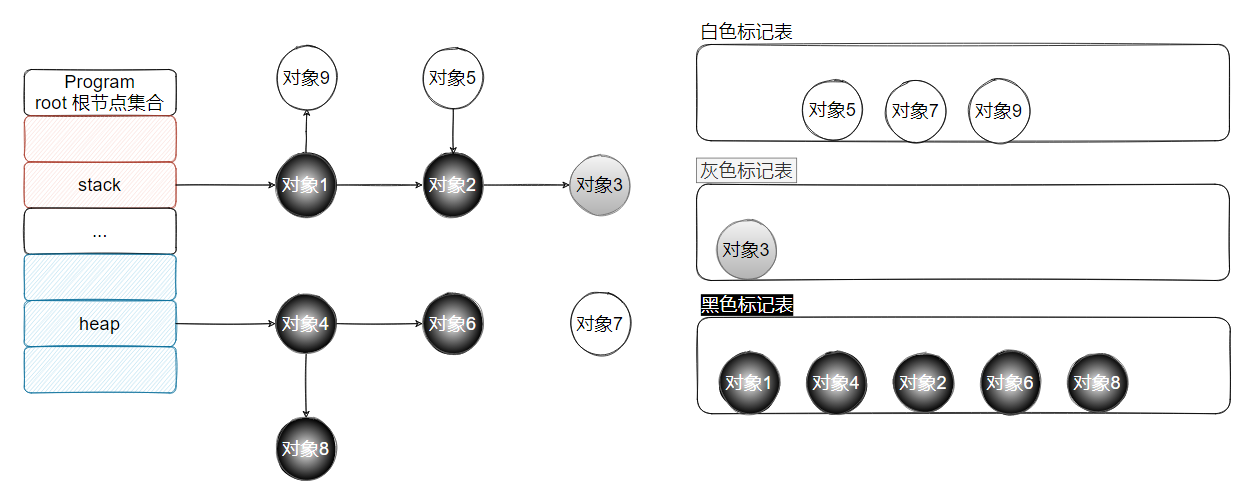 Program
root 根节点集合
stack
...
heap
对象9
对象5
对象1
对象2
对象3
对象4
对象6
对象7
对象8
白色标记表
对象5
对象7
对象9
灰色标记表
对象3
黑色标记表
对象1
对象4
对象2
对象6
对象8